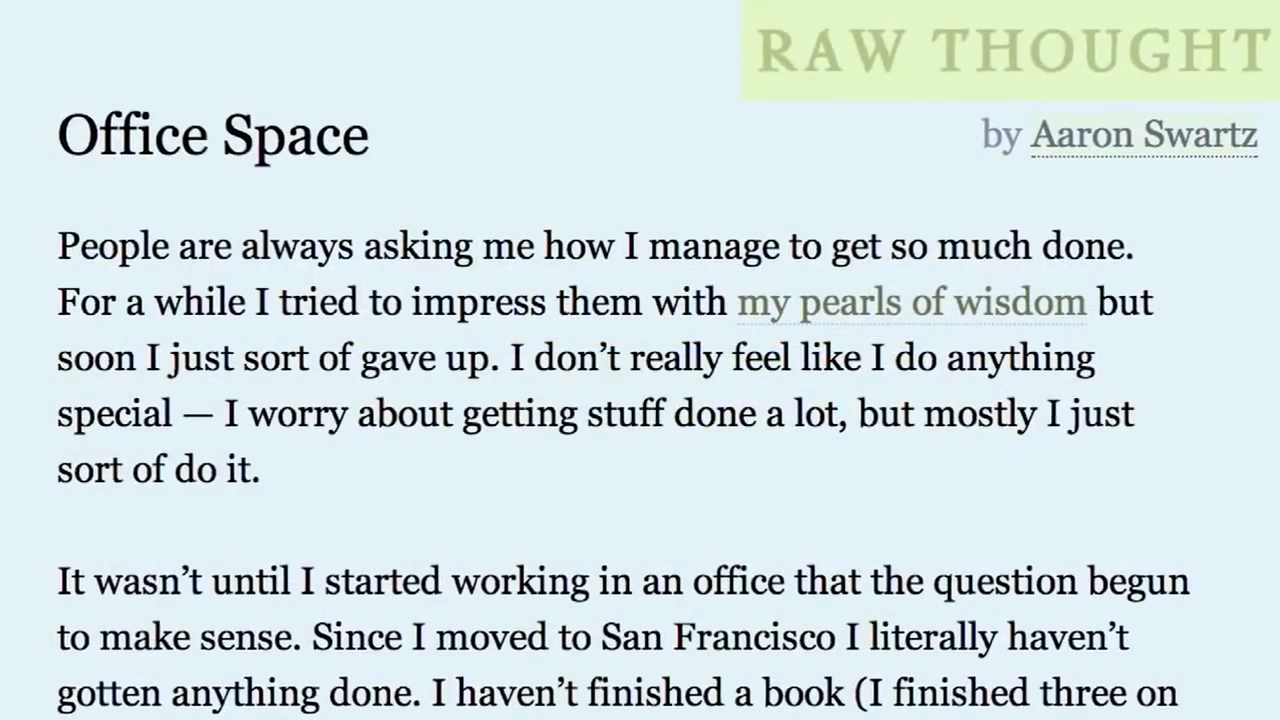 RAW THOUGHT
Office Space
by Aaron Swartz
People are always asking me how I manage to get so much done.
For a while I tried to impress them with my pearls of wisdom but
soon I just sort of gave up. I don’t really feel like I do anything
special — I worry about getting stuff done a lot, but mostly I just
sort of do it.
It wasn’t until I started working in an office that the question begun
to make sense. Since I moved to San Francisco I literally haven’t
gotten anything done. I haven’t finished a book (I finished three on